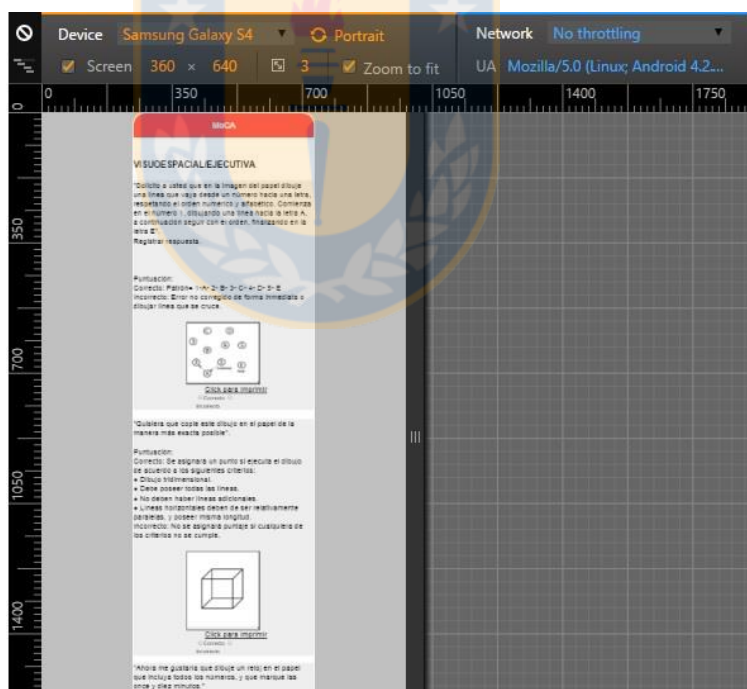 Device Samsung Galaxy S4 Portrait
Network No throttling
Screen 360 × 640 3 Zoom to fit
UA Mozilla/5.0 (Linux; Android 4.2....
0 350 700 1050 1400 1750
0
350
700
1050
1400
MoCA
VISUOESPACIAL/EJECUTIVA
"Solicito a usted que en la imagen del papel dibuje
una línea que vaya desde un número hacia una letra,
respetando el orden numérico y alfabético. Comienza
en el número 1, dibujando una línea hacia la letra A,
a continuación seguir con el orden, finalizando en la
letra E".
Registrar respuesta.
Puntuación:
Correcto: Patrón= 1-A- 2- B- 3- C- 4- D- 5- E
Incorrecto: Error no corregido de forma inmediata o
dibujar línea que se cruce.
Click para imprimir
Correcto
Incorrecto
"Quisiera que copie este dibujo en el papel de la
manera más exacta posible".
Puntuación:
Correcto: Se asignará un punto si ejecuta el dibujo
de acuerdo a los siguientes criterios:
• Dibujo tridimensional.
• Debe poseer todas las líneas.
• No deben haber líneas adicionales.
• Líneas horizontales deben de ser relativamente
paralelas, y poseer misma longitud.
Incorrecto: No se asignará puntaje si cualquiera de
los criterios no se cumple.
Click para imprimir
Correcto
Incorrecto
"Ahora me gustaría que dibuje un reloj en el papel
que incluya todos los números, y que marque las
once y diez minutos."